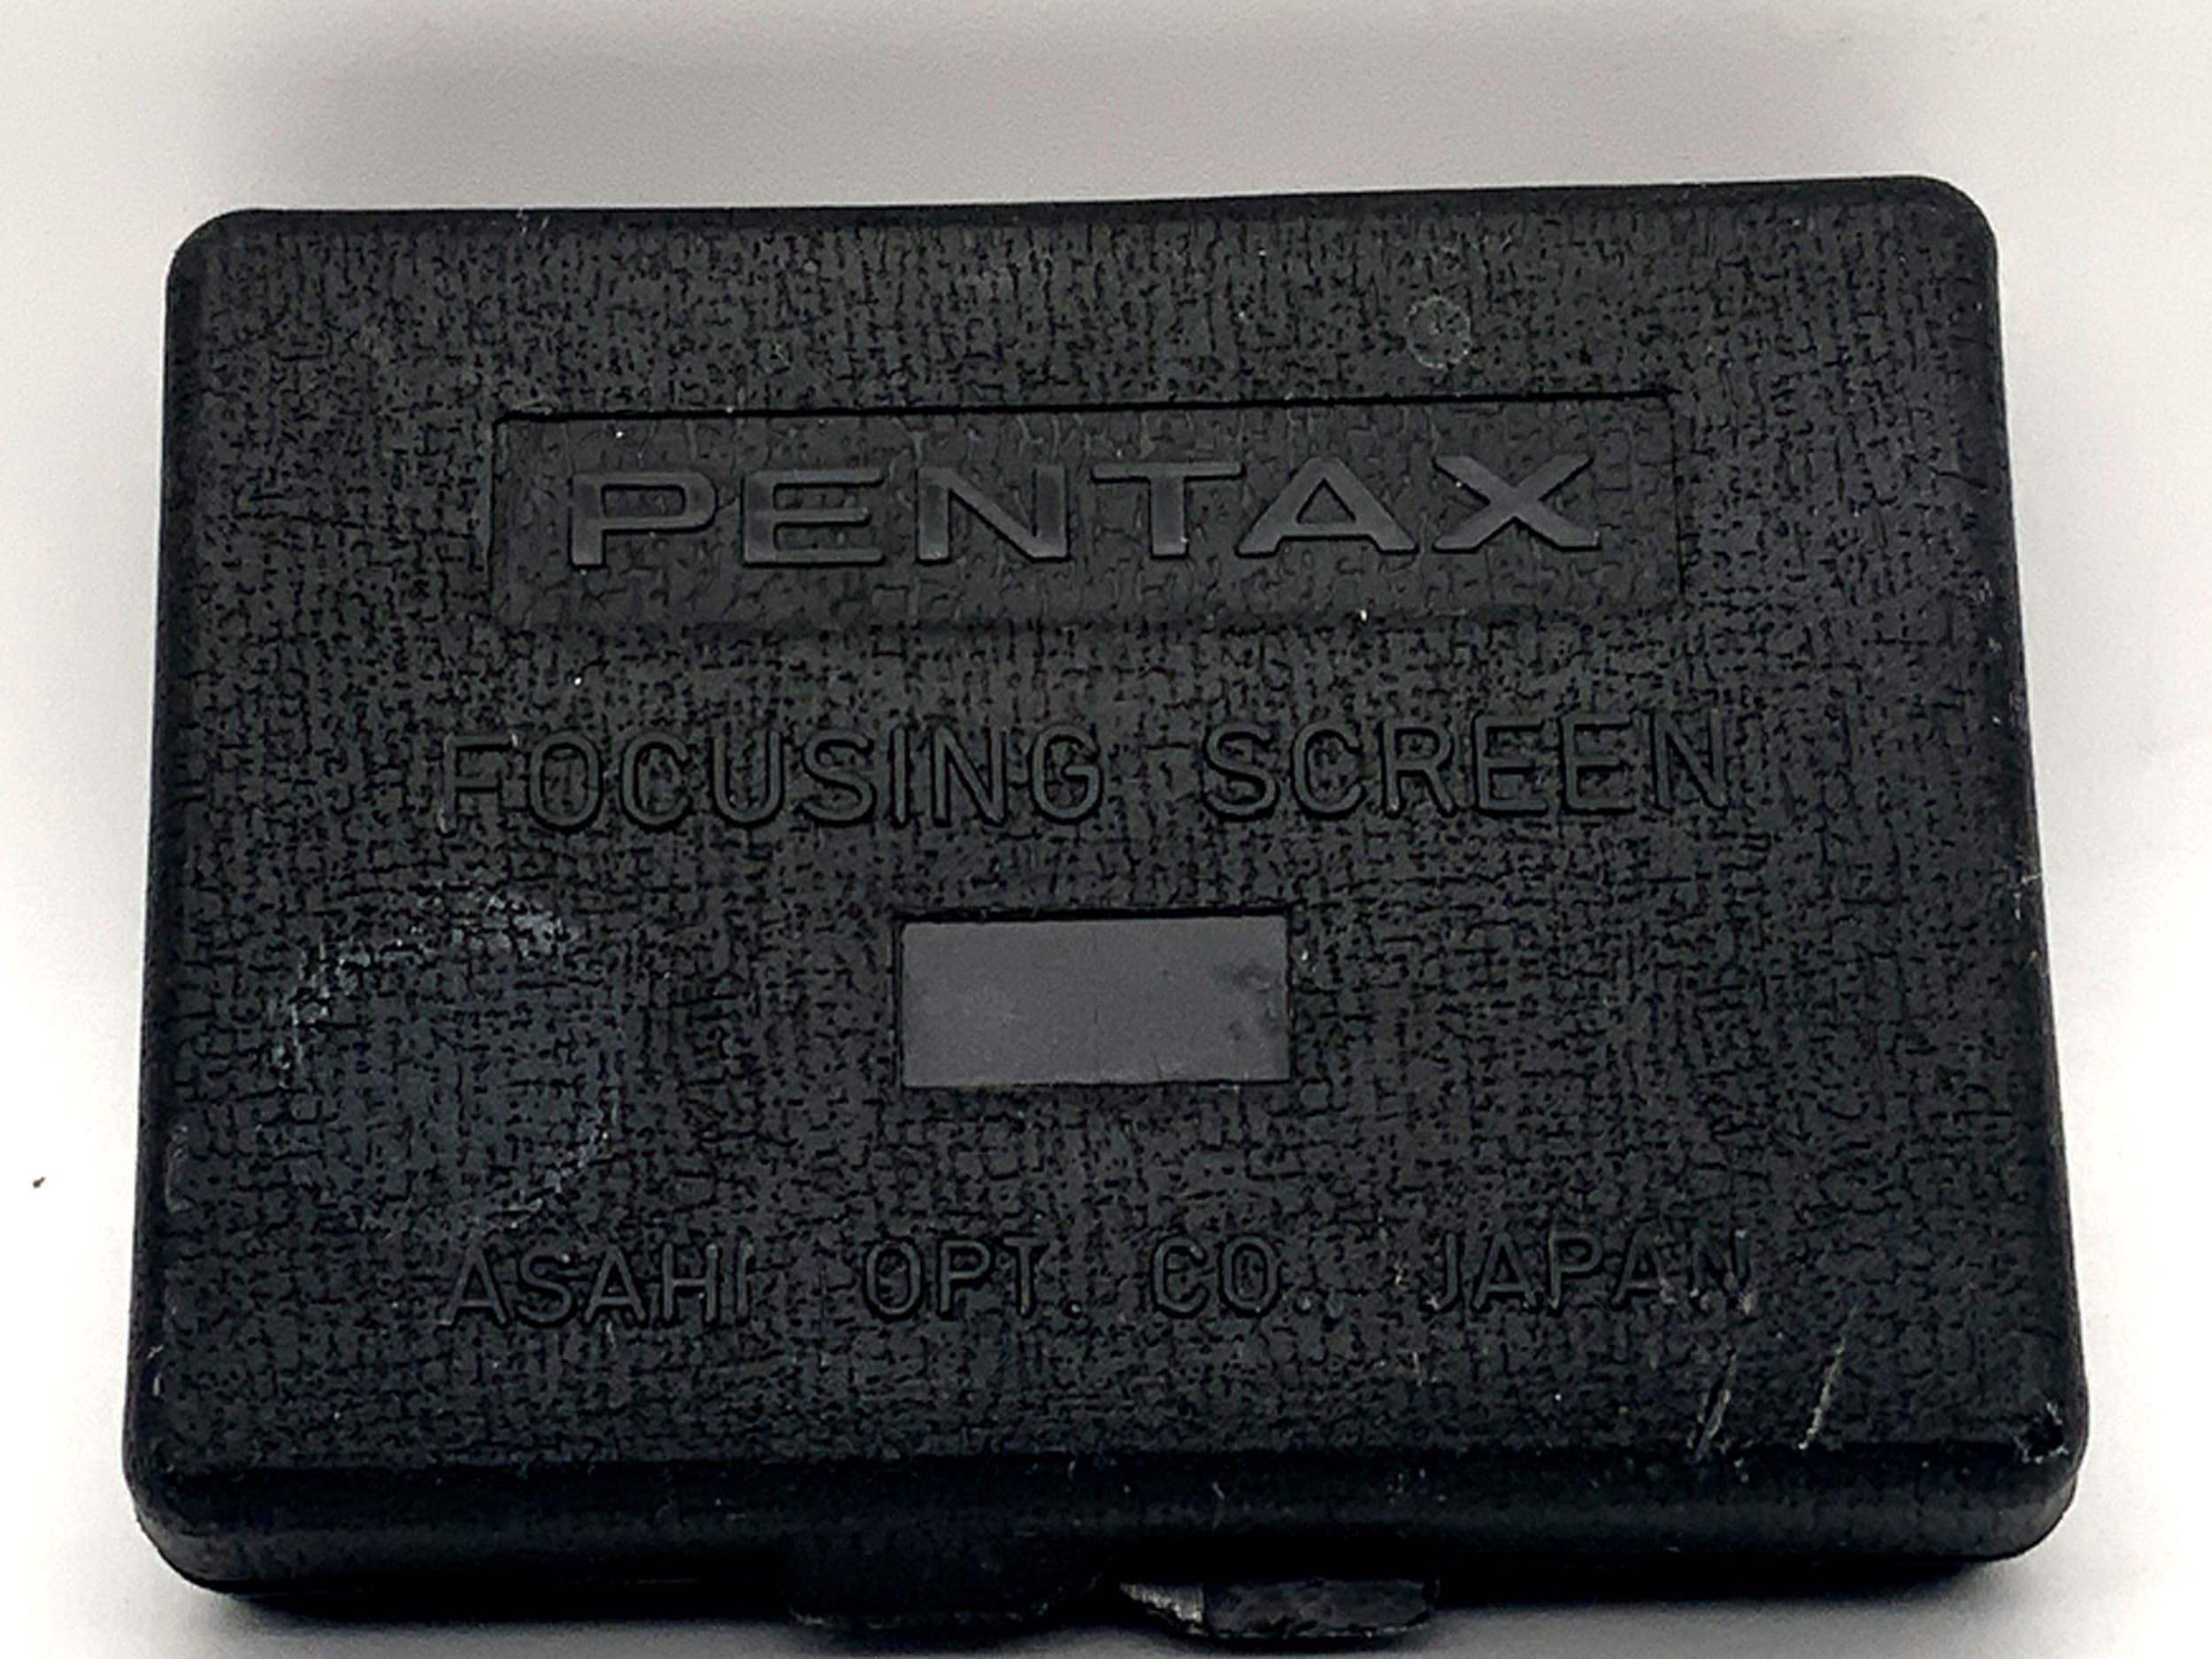 PENTAX
FOCUSING SCREEN
ASAHI OPT. CO. JAPAN